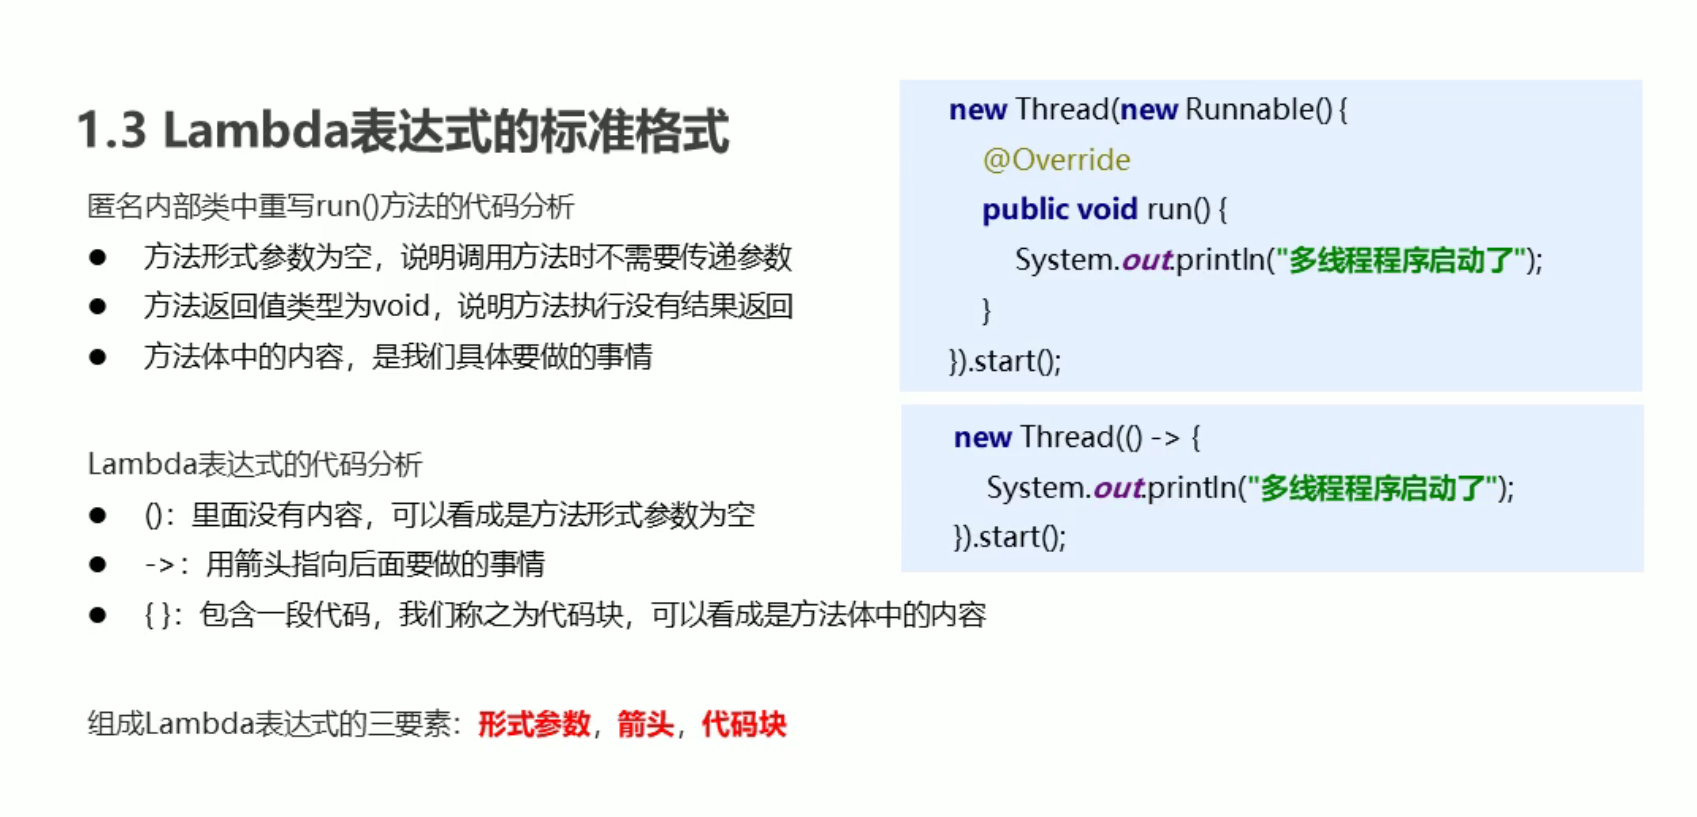 1.3 Lambda表达式的标准格式
匿名内部类中重写run()方法的代码分析
● 方法形式参数为空，说明调用方法时不需要传递参数
● 方法返回值类型为void，说明方法执行没有结果返回
● 方法体中的内容，是我们具体要做的事情
Lambda表达式的代码分析
● ()：里面没有内容，可以看成是方法形式参数为空
● ->：用箭头指向后面要做的事情
● { }：包含一段代码，我们称之为代码块，可以看成是方法体中的内容
组成Lambda表达式的三要素：形式参数，箭头，代码块
new Thread(new Runnable() {
@Override
public void run() {
System.out.println("多线程程序启动了");
}
}).start();
new Thread(() -> {
System.out.println("多线程程序启动了");
}).start();